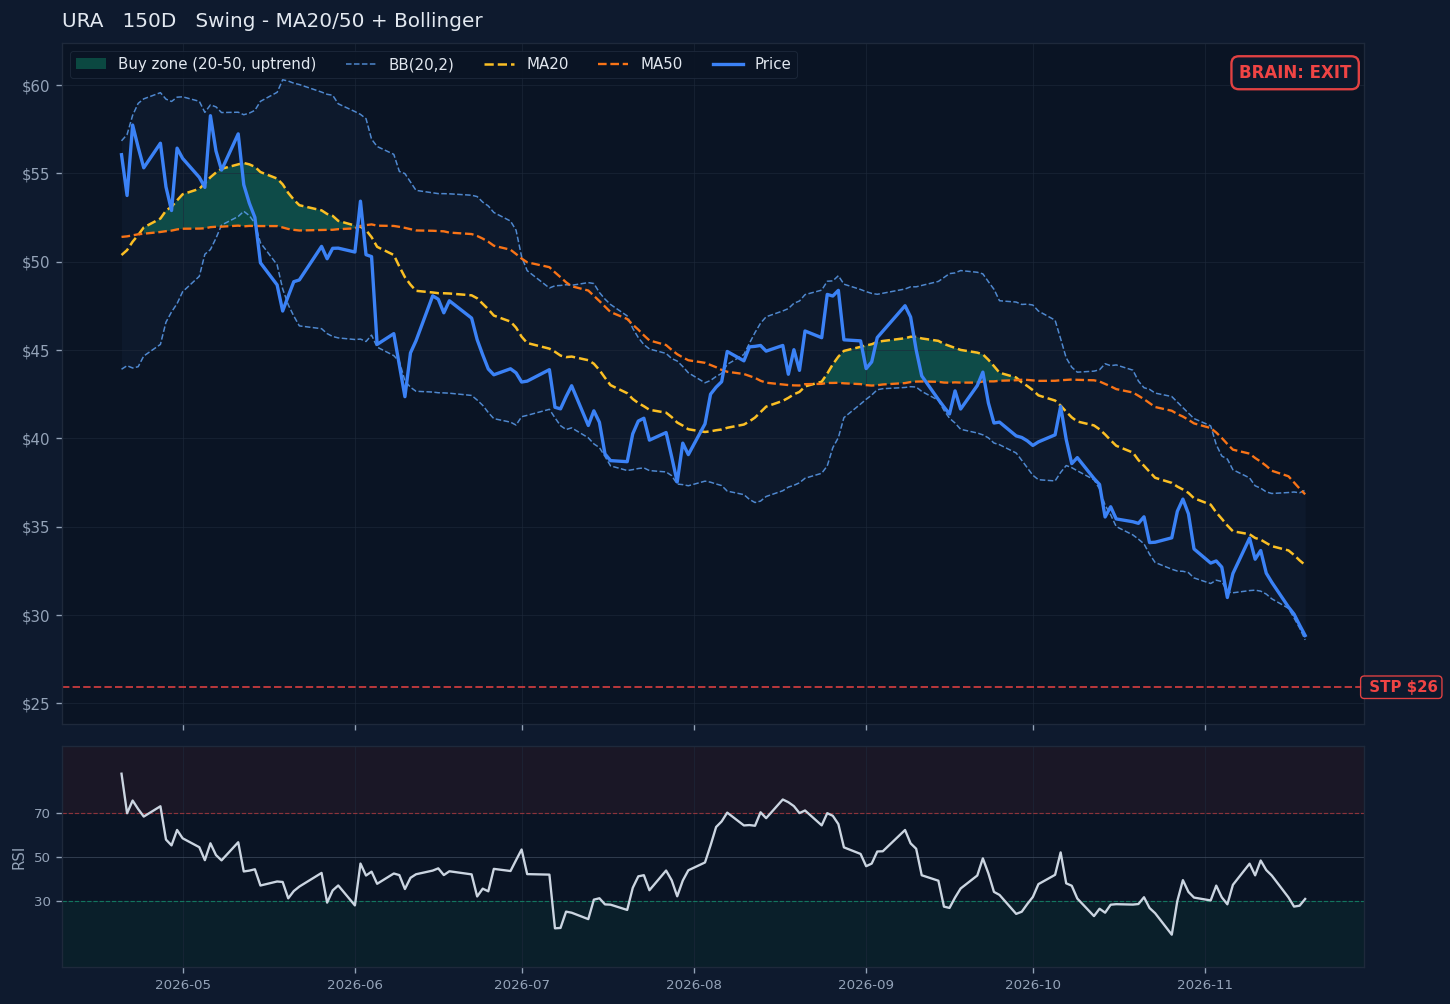 URA   150D   Swing - MA20/50 + Bollinger
Buy zone (20-50, uptrend)
BB(20,2)
MA20
MA50
Price
BRAIN: EXIT
$60
$55
$50
$45
$40
$35
$30
$25
STP $26
RSI
70
50
30
2026-05
2026-06
2026-07
2026-08
2026-09
2026-10
2026-11